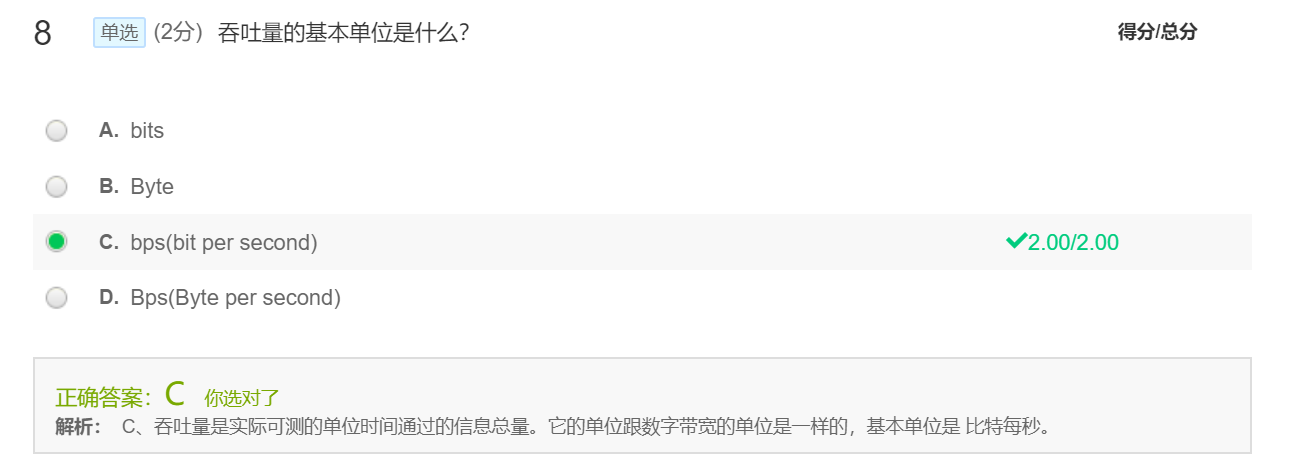 8 单选 (2分) 吞吐量的基本单位是什么？ 得分/总分
A. bits
B. Byte
C. bps(bit per second) ✔2.00/2.00
D. Bps(Byte per second)
正确答案：C 你选对了
解析： C、吞吐量是实际可测的单位时间通过的信息总量。它的单位跟数字带宽的单位是一样的，基本单位是 比特每秒。